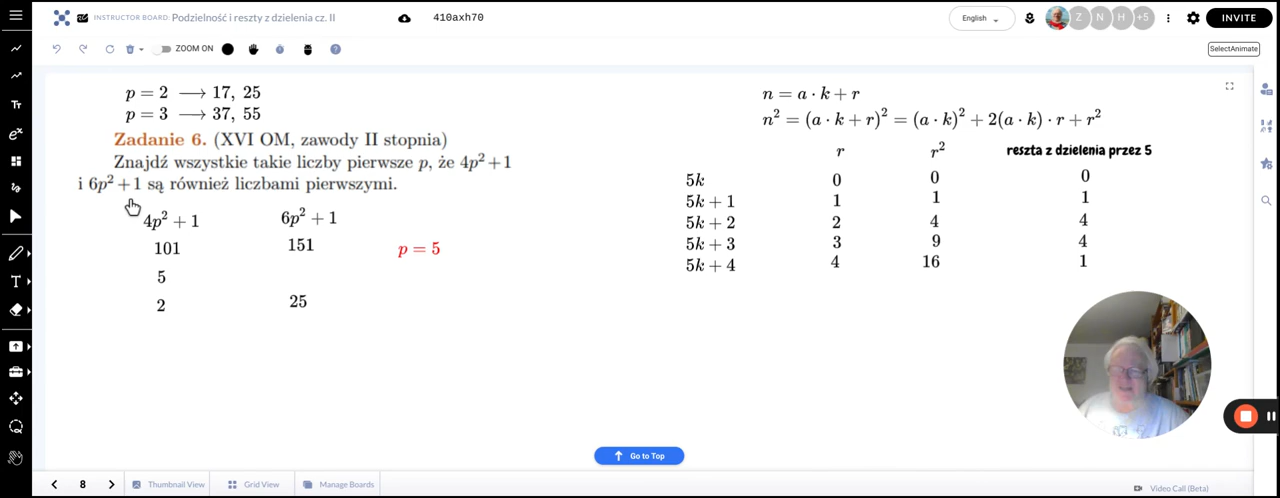 INSTRUCTOR BOARD: Podzielność i reszty z dzielenia cz. II
410axh70
English
Z N H +5
INVITE
ZOOM ON
SelectAnimate
p = 2 ⟶ 17, 25
p = 3 ⟶ 37, 55
Zadanie 6. (XVI OM, zawody II stopnia)
Znajdź wszystkie takie liczby pierwsze p, że 4p² + 1
i 6p² + 1 są również liczbami pierwszymi.
4p² + 1 6p² + 1
101 151 p = 5
5
2 25
n = a · k + r
n² = (a · k + r)² = (a · k)² + 2(a · k) · r + r²
r r² reszta z dzielenia przez 5
5k 0 0 0
5k + 1 1 1 1
5k + 2 2 4 4
5k + 3 3 9 4
5k + 4 4 16 1
Go to Top
8
Thumbnail View
Grid View
Manage Boards
Video Call (Beta)